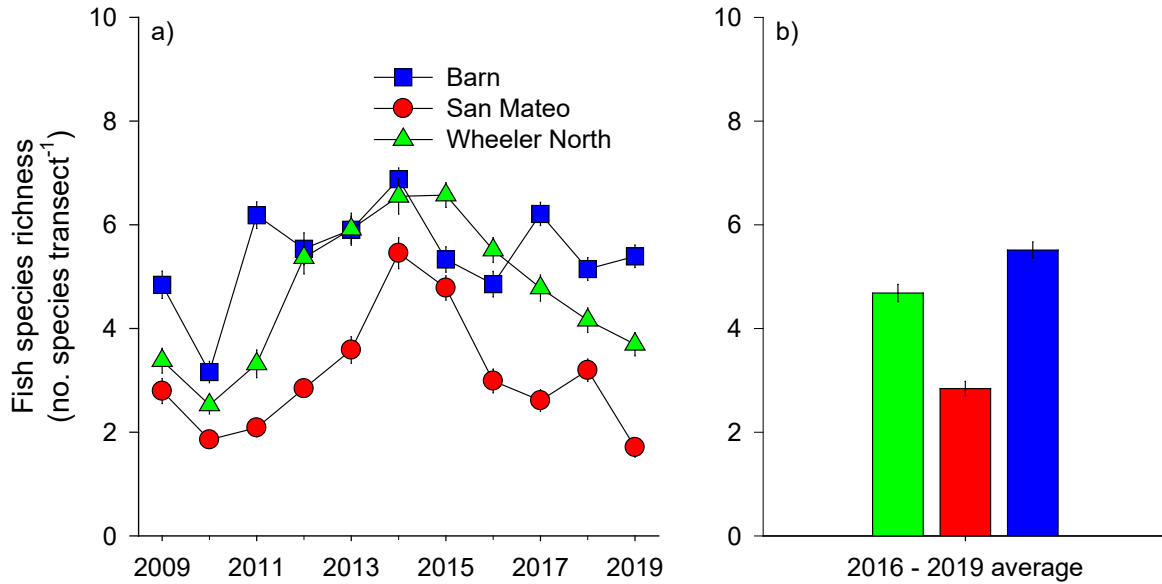 Fish species richness
(no. species transect⁻¹)
a)
10
8
6
4
2
0
Barn
San Mateo
Wheeler North
2009
2011
2013
2015
2017
2019
b)
10
8
6
4
2
0
2016 - 2019 average